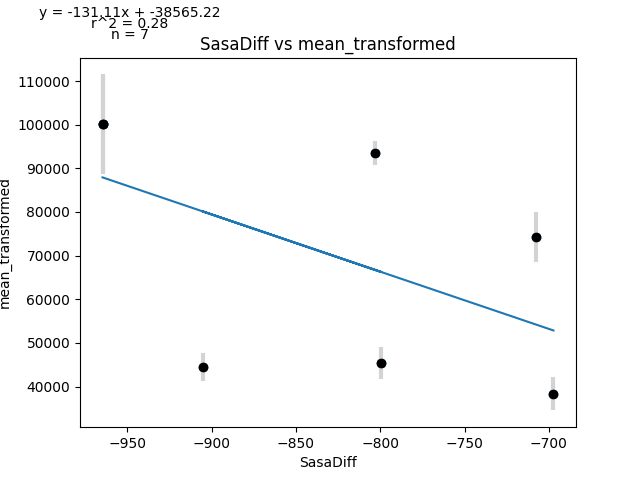 y = -131.11x + -38565.22
r^2 = 0.28
n = 7
SasaDiff vs mean_transformed
110000
100000
90000
80000
70000
60000
50000
40000
mean_transformed
−950 −900 −850 −800 −750 −700
SasaDiff